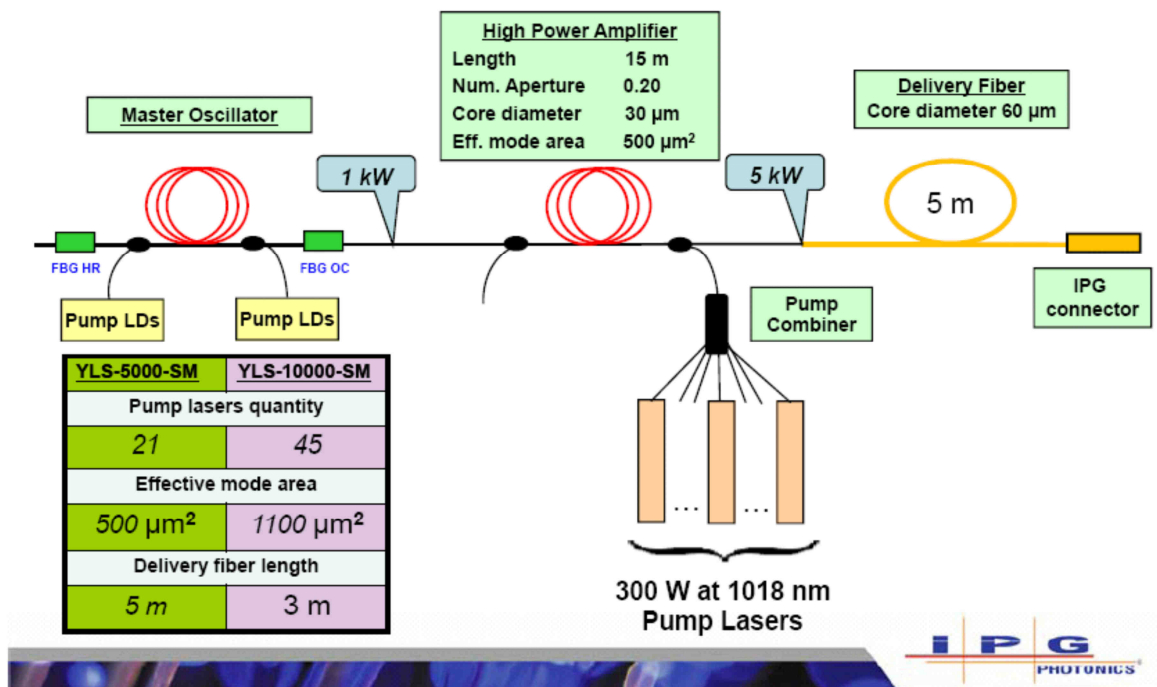 High Power Amplifier
Length 15 m
Num. Aperture 0.20
Core diameter 30 µm
Eff. mode area 500 µm²
Master Oscillator
Delivery Fiber
Core diameter 60 µm
1 kW
5 kW
5 m
FBG HR
FBG OC
Pump LDs
Pump LDs
Pump
Combiner
IPG
connector
YLS-5000-SM YLS-10000-SM
Pump lasers quantity
21 45
Effective mode area
500 µm² 1100 µm²
Delivery fiber length
5 m 3 m
... ...
300 W at 1018 nm
Pump Lasers
IPG
PHOTONICS